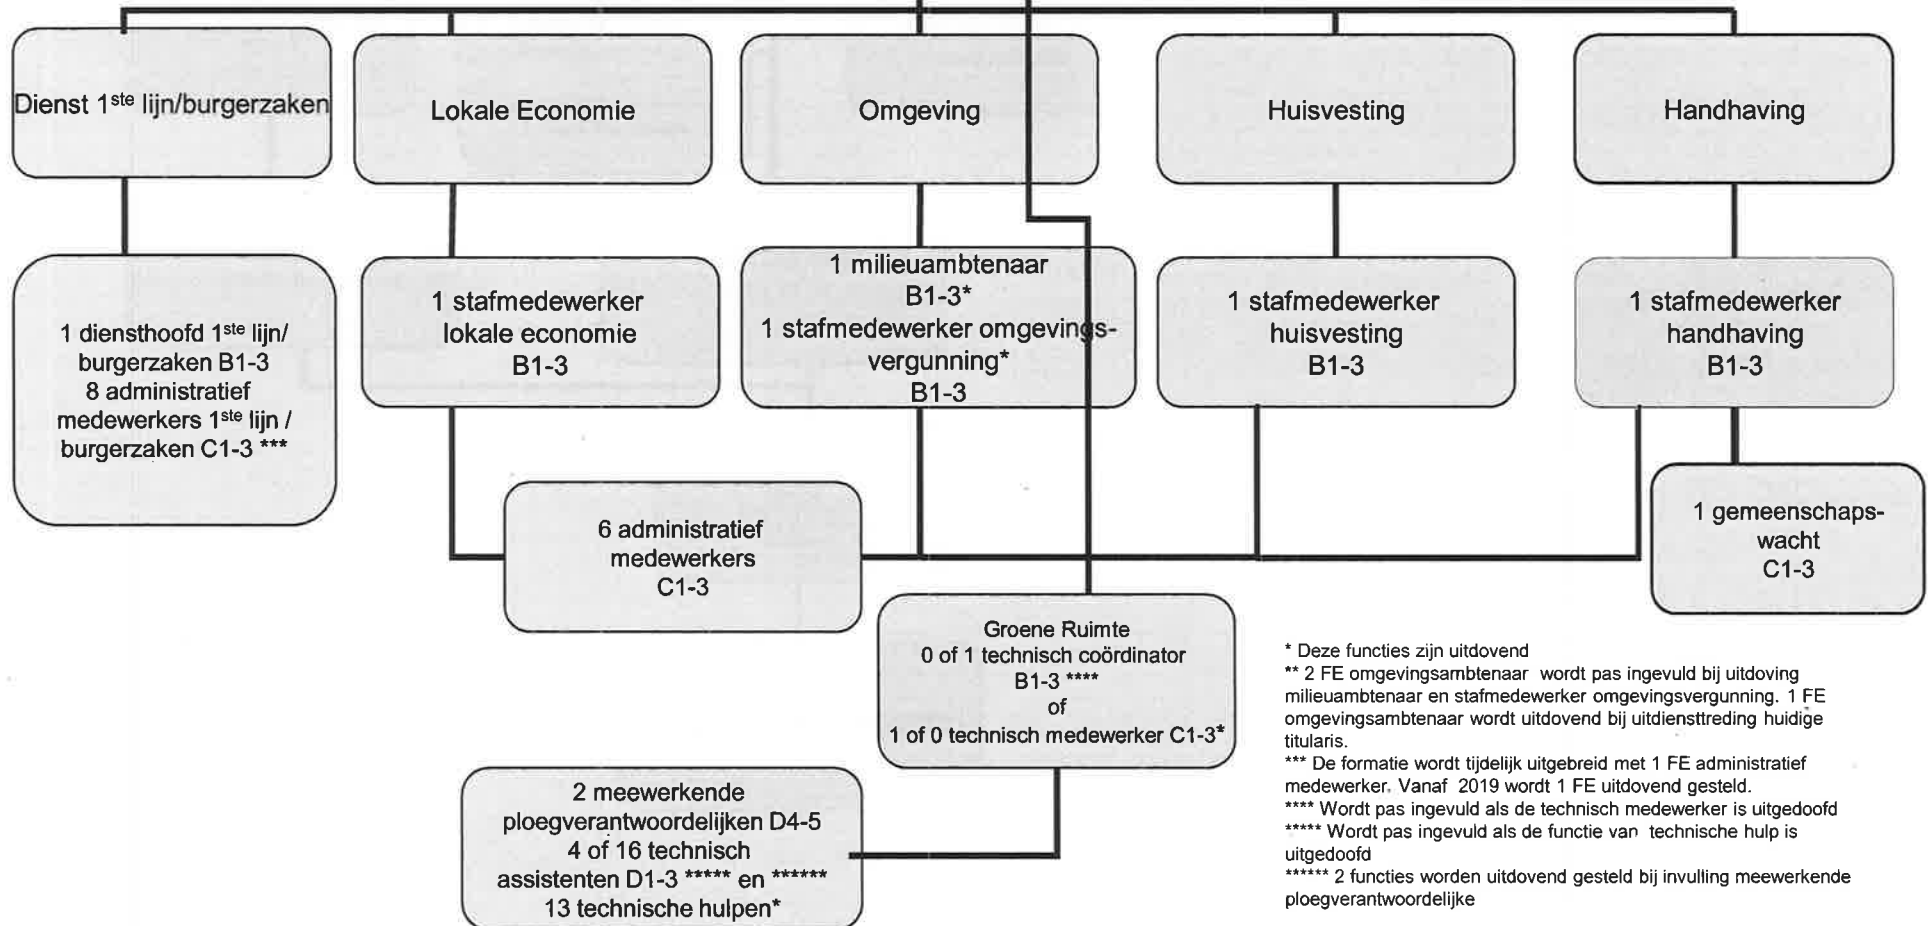 Dienst 1ste lijn/burgerzaken
Lokale Economie
Omgeving
Huisvesting
Handhaving
1 diensthoofd 1ste lijn/
burgerzaken B1-3
8 administratief
medewerkers 1ste lijn /
burgerzaken C1-3 ***
1 stafmedewerker
lokale economie
B1-3
1 milieuambtenaar
B1-3*
1 stafmedewerker omgevings-
vergunning*
B1-3
1 stafmedewerker
huisvesting
B1-3
1 stafmedewerker
handhaving
B1-3
6 administratief
medewerkers
C1-3
1 gemeenschaps-
wacht
C1-3
Groene Ruimte
0 of 1 technisch coördinator
B1-3 ****
of
1 of 0 technisch medewerker C1-3*
2 meewerkende
ploegverantwoordelijken D4-5
4 of 16 technisch
assistenten D1-3 ***** en ******
13 technische hulpen*
* Deze functies zijn uitdovend
** 2 FE omgevingsambtenaar wordt pas ingevuld bij uitdoving
milieuambtenaar en stafmedewerker omgevingsvergunning. 1 FE
omgevingsambtenaar wordt uitdovend bij uitdiensttreding huidige
titularis.
*** De formatie wordt tijdelijk uitgebreid met 1 FE administratief
medewerker. Vanaf 2019 wordt 1 FE uitdovend gesteld.
**** Wordt pas ingevuld als de technisch medewerker is uitgedoofd
***** Wordt pas ingevuld als de functie van technische hulp is
uitgedoofd
****** 2 functies worden uitdovend gesteld bij invulling meewerkende
ploegverantwoordelijke